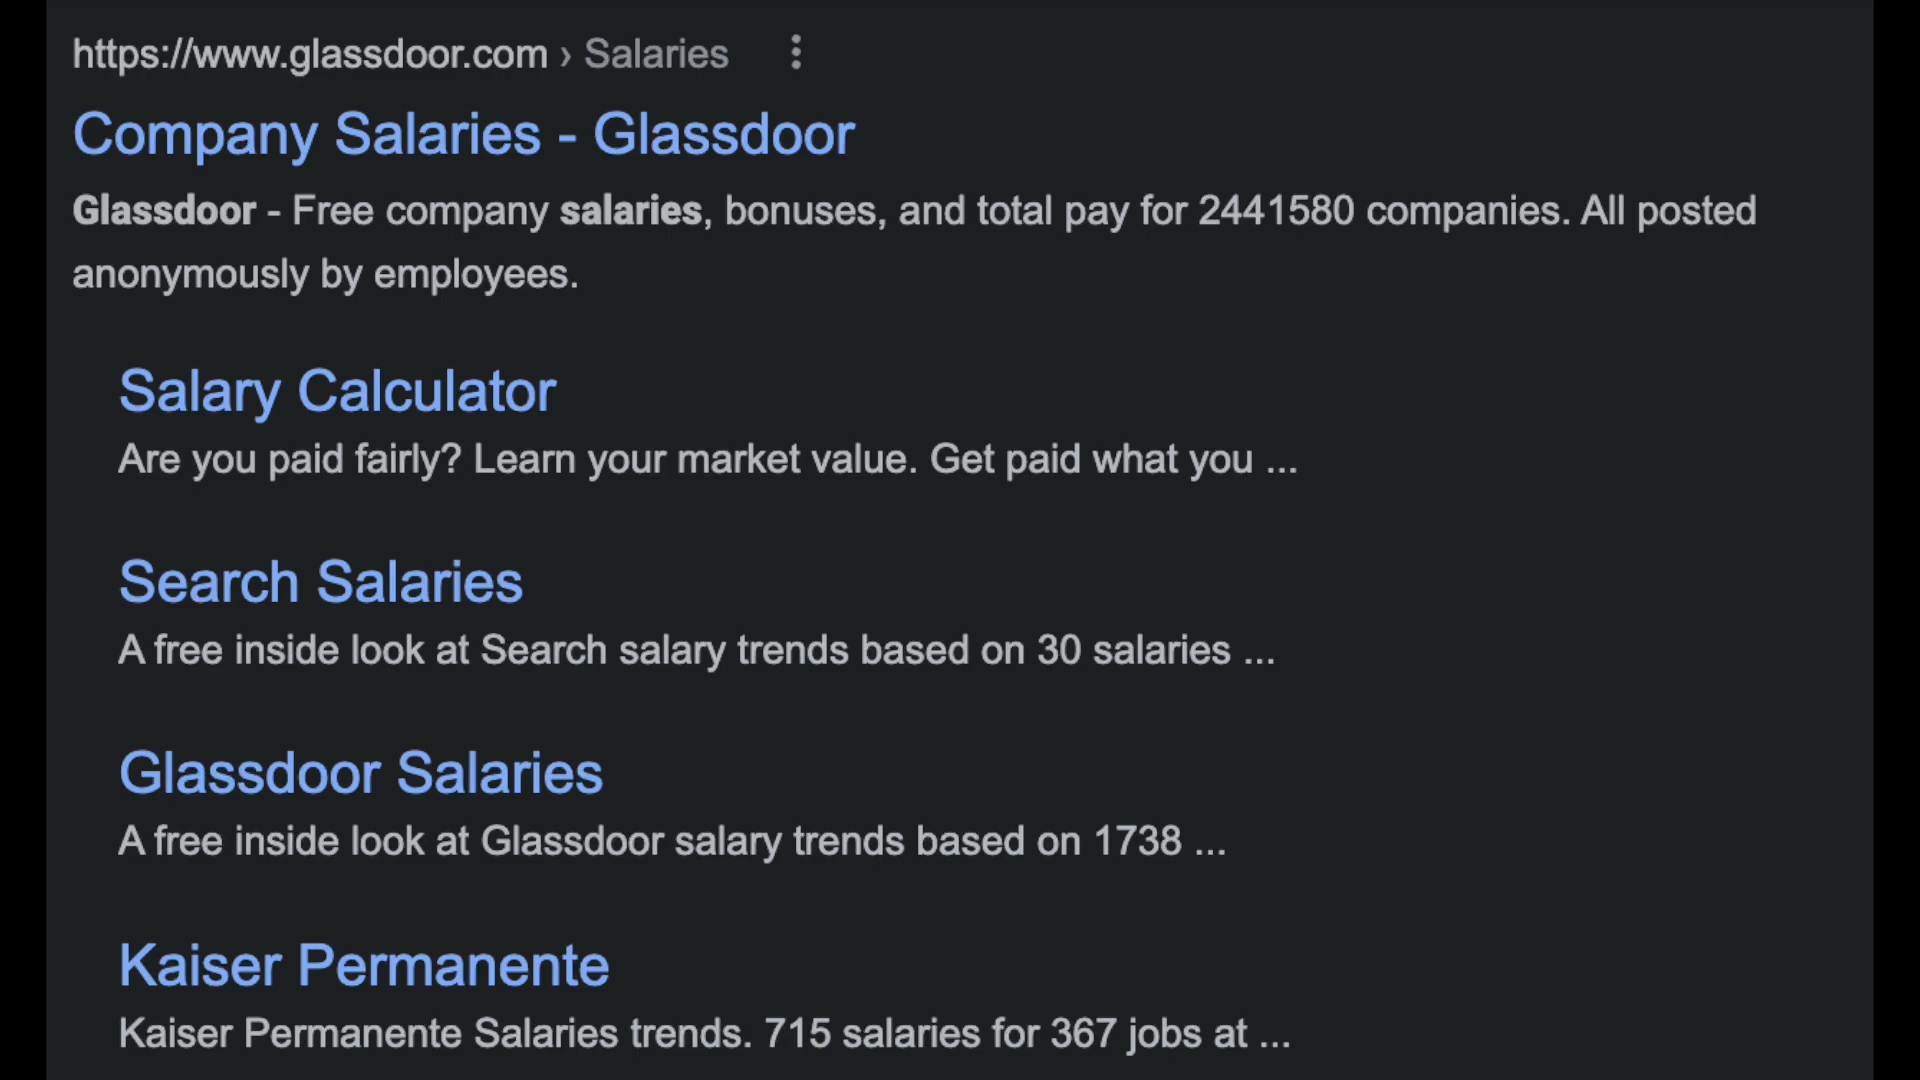 https://www.glassdoor.com › Salaries
Company Salaries - Glassdoor
Glassdoor - Free company salaries, bonuses, and total pay for 2441580 companies. All posted
anonymously by employees.
Salary Calculator
Are you paid fairly? Learn your market value. Get paid what you ...
Search Salaries
A free inside look at Search salary trends based on 30 salaries ...
Glassdoor Salaries
A free inside look at Glassdoor salary trends based on 1738 ...
Kaiser Permanente
Kaiser Permanente Salaries trends. 715 salaries for 367 jobs at ...